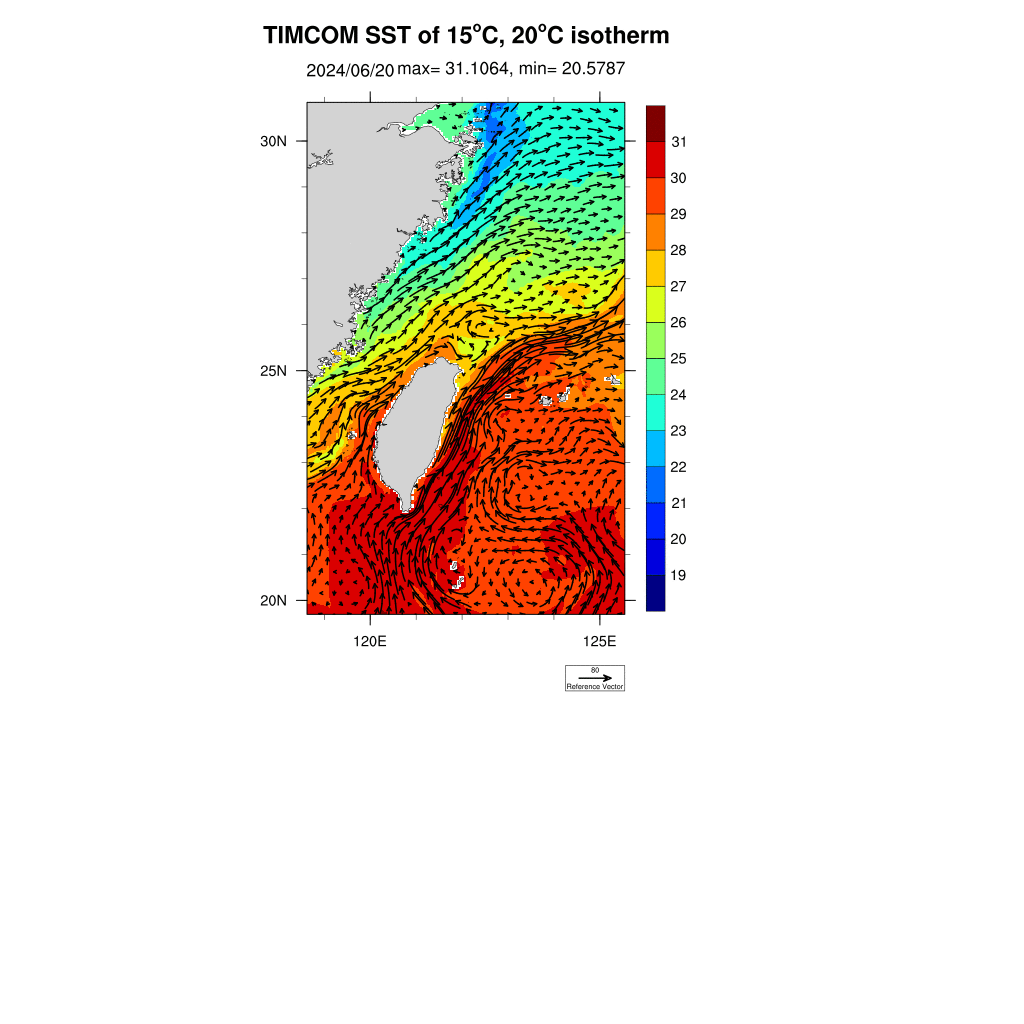 TIMCOM SST of 15°C, 20°C isotherm
2024/06/20 max= 31.1064, min= 20.5787
30N
25N
20N
120E
125E
31
30
29
28
27
26
25
24
23
22
21
20
19
80
Reference Vector